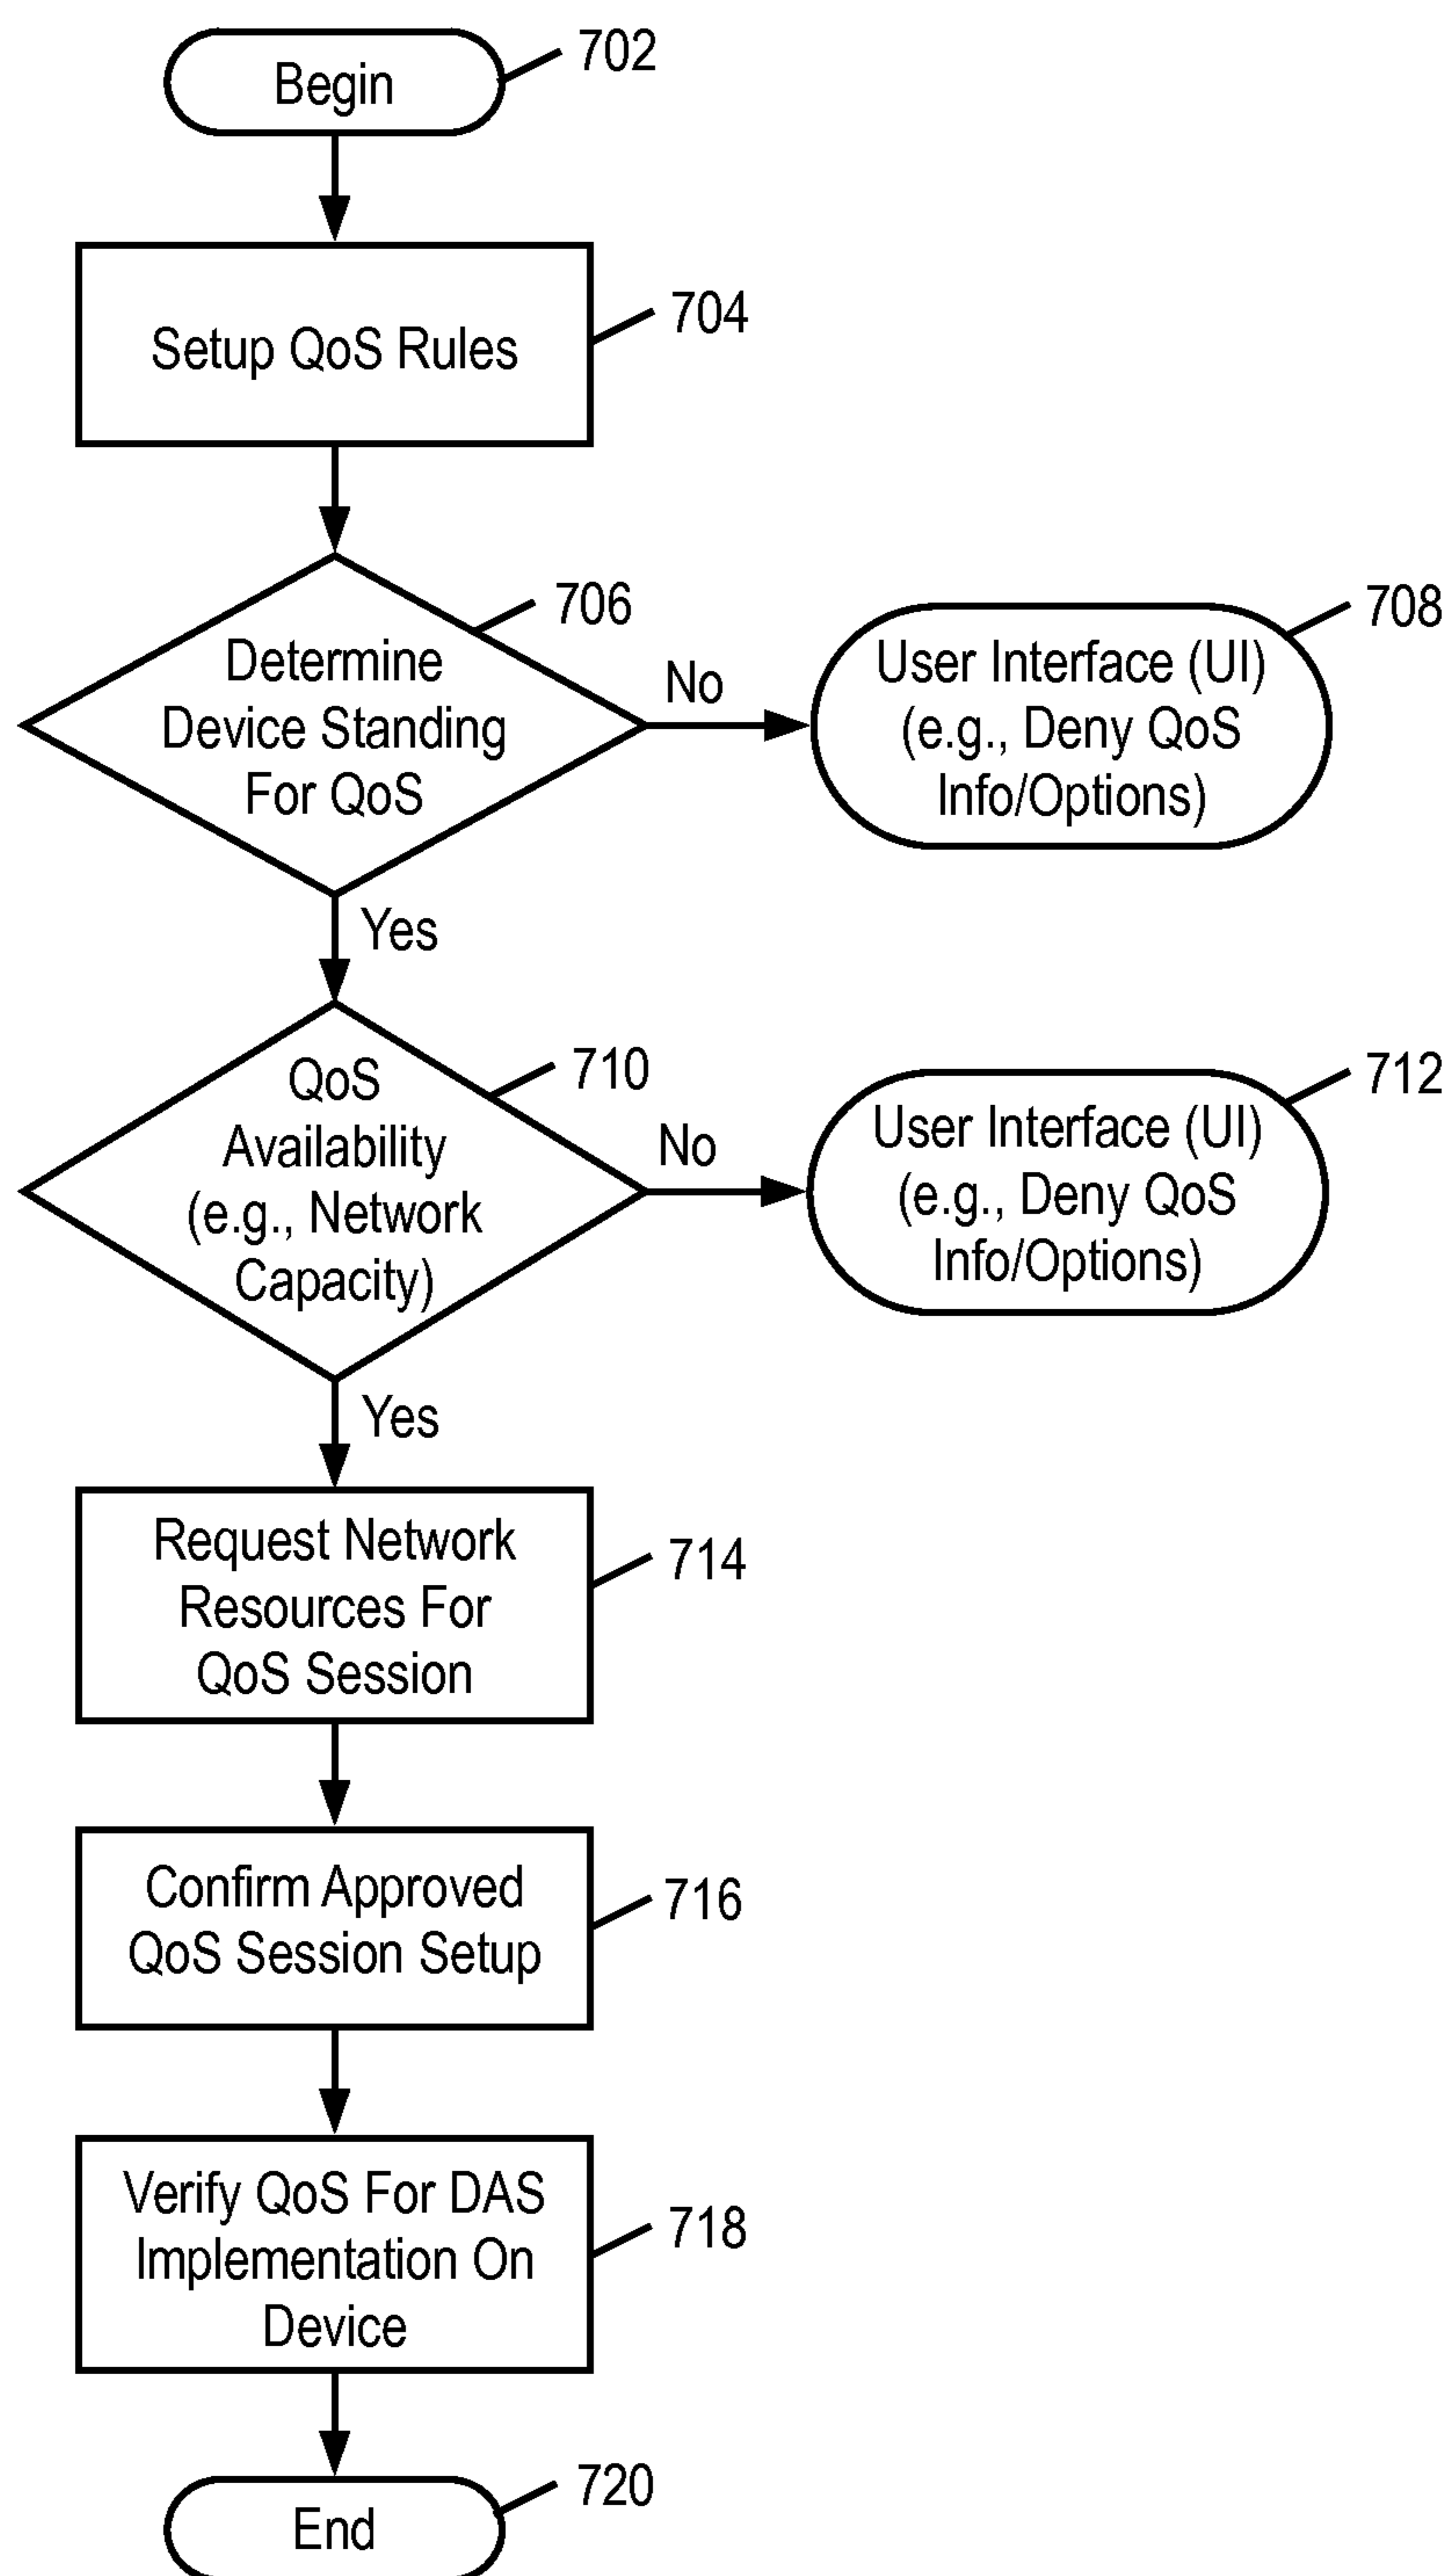 Begin
702
Setup QoS Rules
704
Determine
Device Standing
For QoS
706
No
User Interface (UI)
(e.g., Deny QoS
Info/Options)
708
Yes
QoS
Availability
(e.g., Network
Capacity)
710
No
User Interface (UI)
(e.g., Deny QoS
Info/Options)
712
Yes
Request Network
Resources For
QoS Session
714
Confirm Approved
QoS Session Setup
716
Verify QoS For DAS
Implementation On
Device
718
End
720